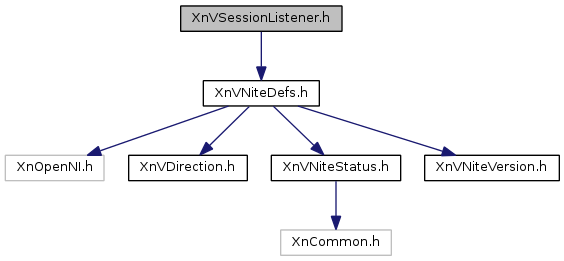 XnVSessionListener.h
XnVNiteDefs.h
XnOpenNI.h
XnVDirection.h
XnVNiteStatus.h
XnVNiteVersion.h
XnCommon.h